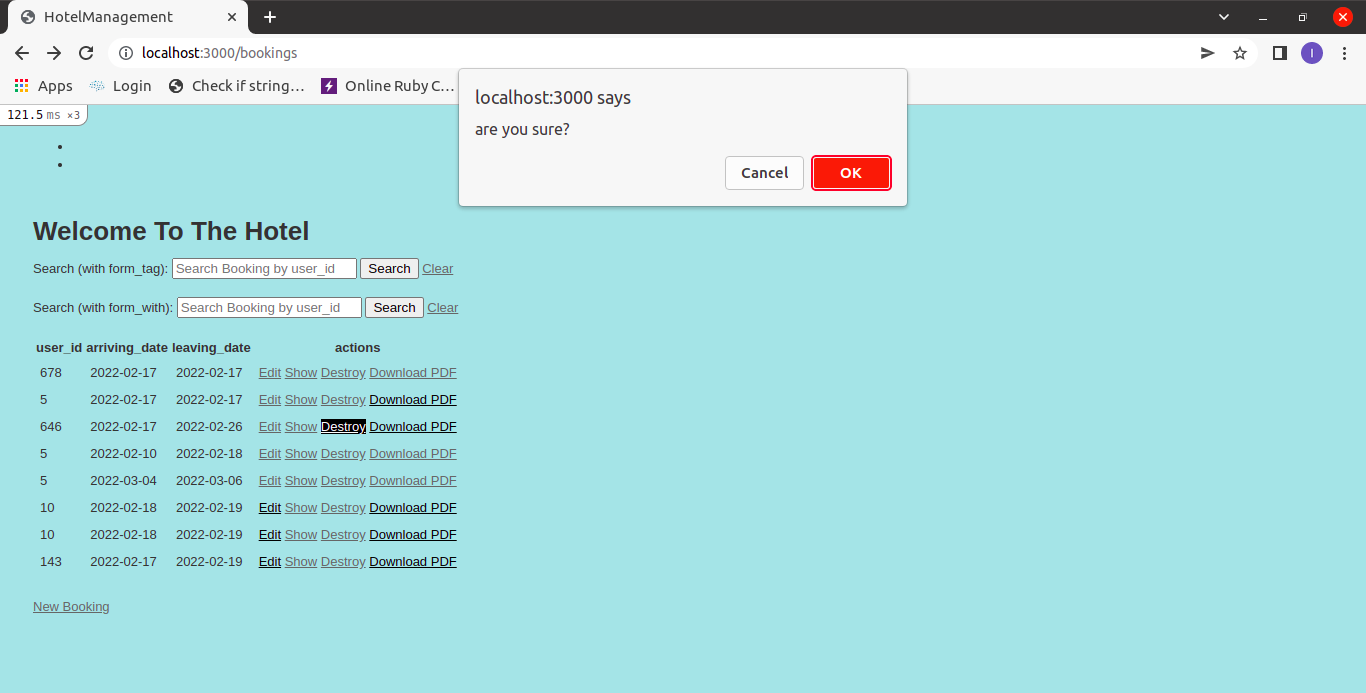 HotelManagement
localhost:3000/bookings
I
Apps Login Check if string… Online Ruby C…
localhost:3000 says
are you sure?
Cancel OK
121.5 ms ×3
Welcome To The Hotel
Search (with form_tag): Search Booking by user_id Search Clear
Search (with form_with): Search Booking by user_id Search Clear
user_id arriving_date leaving_date actions
678 2022-02-17 2022-02-17 Edit Show Destroy Download PDF
5 2022-02-17 2022-02-17 Edit Show Destroy Download PDF
646 2022-02-17 2022-02-26 Edit Show Destroy Download PDF
5 2022-02-10 2022-02-18 Edit Show Destroy Download PDF
5 2022-03-04 2022-03-06 Edit Show Destroy Download PDF
10 2022-02-18 2022-02-19 Edit Show Destroy Download PDF
10 2022-02-18 2022-02-19 Edit Show Destroy Download PDF
143 2022-02-17 2022-02-19 Edit Show Destroy Download PDF
New Booking